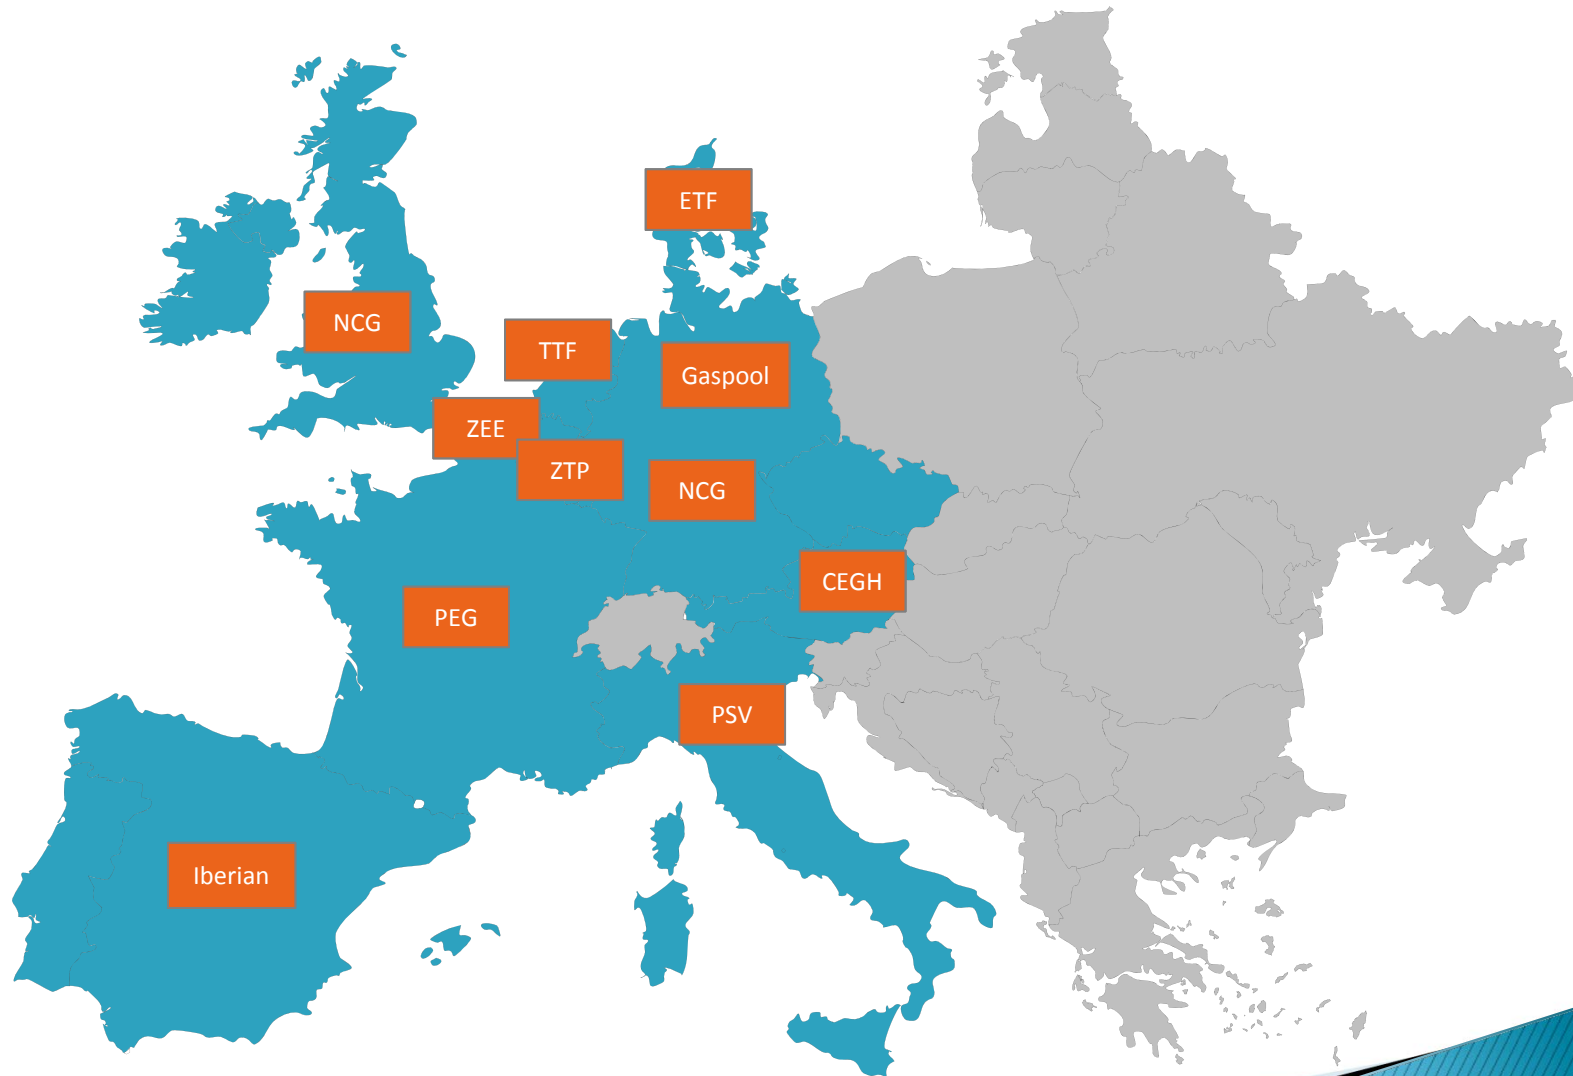 ETF
NCG
TTF
Gaspool
ZEE
ZTP
NCG
CEGH
PEG
PSV
Iberian